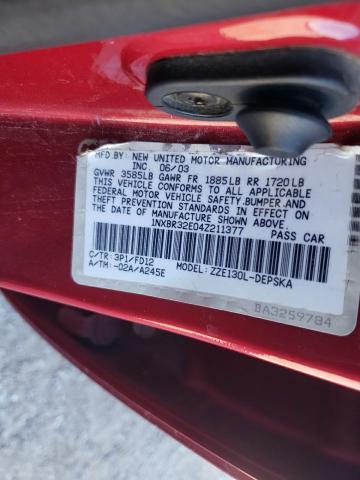 MFD.BY: NEW UNITED MOTOR MANUFACTURING
INC. 06/03
GVWR 3585LB GAWR FR 1885LB RR 1720LB
THIS VEHICLE CONFORMS TO ALL APPLICABLE
FEDERAL MOTOR VEHICLE SAFETY,BUMPER,AND
THEFT PREVENTION STANDARDS IN EFFECT ON
THE DATE OF MANUFACTURE SHOWN ABOVE.
1NXBR32E04Z211377 PASS CAR
C/TR: 3P1/FD12
A/TM: -02A/A245E MODEL: ZZE130L-DEPSKA
BA3259784